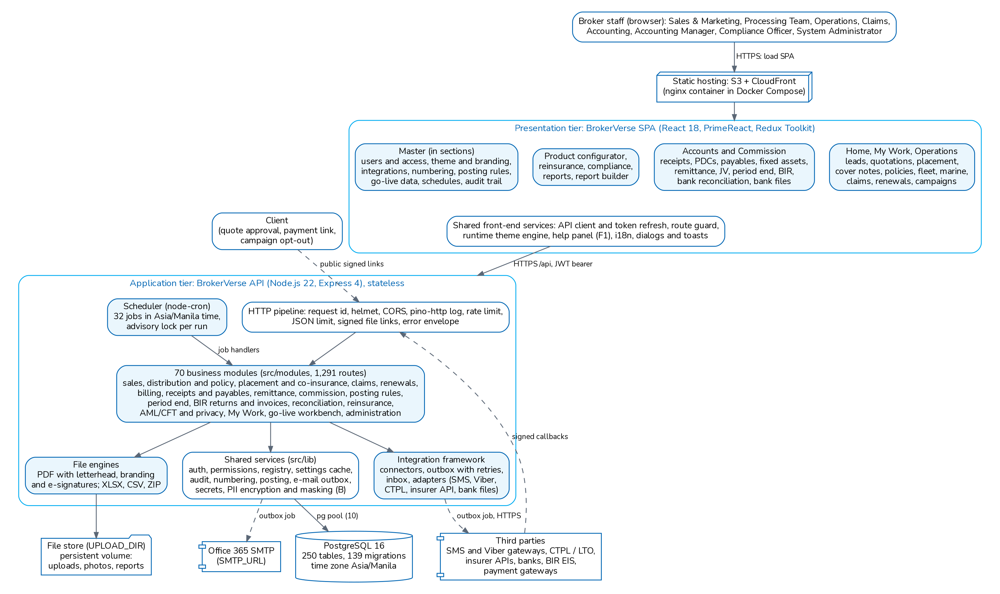 Broker staff (browser): Sales & Marketing, Processing Team, Operations, Claims,
Accounting, Accounting Manager, Compliance Officer, System Administrator
HTTPS: load SPA
Static hosting: S3 + CloudFront
(nginx container in Docker Compose)
Presentation tier: BrokerVerse SPA (React 18, PrimeReact, Redux Toolkit)
Master (in sections)
users and access, theme and branding,
integrations, numbering, posting rules,
go-live data, schedules, audit trail
Product configurator,
reinsurance, compliance,
reports, report builder
Accounts and Commission
receipts, PDCs, payables, fixed assets,
remittance, JV, period end, BIR,
bank reconciliation, bank files
Home, My Work, Operations
leads, quotations, placement,
cover notes, policies, fleet, marine,
claims, renewals, campaigns
Client
(quote approval, payment link,
campaign opt-out)
Shared front-end services: API client and token refresh, route guard,
runtime theme engine, help panel (F1), i18n, dialogs and toasts
public signed links
HTTPS /api, JWT bearer
Application tier: BrokerVerse API (Node.js 22, Express 4), stateless
Scheduler (node-cron)
32 jobs in Asia/Manila time,
advisory lock per run
HTTP pipeline: request id, helmet, CORS, pino-http log, rate limit,
JSON limit, signed file links, error envelope
job handlers
70 business modules (src/modules, 1,291 routes)
sales, distribution and policy, placement and co-insurance, claims, renewals,
billing, receipts and payables, remittance, commission, posting rules,
period end, BIR returns and invoices, reconciliation, reinsurance,
AML/CFT and privacy, My Work, go-live workbench, administration
signed callbacks
File engines
PDF with letterhead, branding
and e-signatures; XLSX, CSV, ZIP
Shared services (src/lib)
auth, permissions, registry, settings cache,
audit, numbering, posting, e-mail outbox,
secrets, PII encryption and masking (B)
Integration framework
connectors, outbox with retries,
inbox, adapters (SMS, Viber,
CTPL, insurer API, bank files)
outbox job
pg pool (10)
outbox job, HTTPS
File store (UPLOAD_DIR)
persistent volume:
uploads, photos, reports
Office 365 SMTP
(SMTP_URL)
PostgreSQL 16
250 tables, 139 migrations
time zone Asia/Manila
Third parties
SMS and Viber gateways, CTPL / LTO,
insurer APIs, banks, BIR EIS,
payment gateways